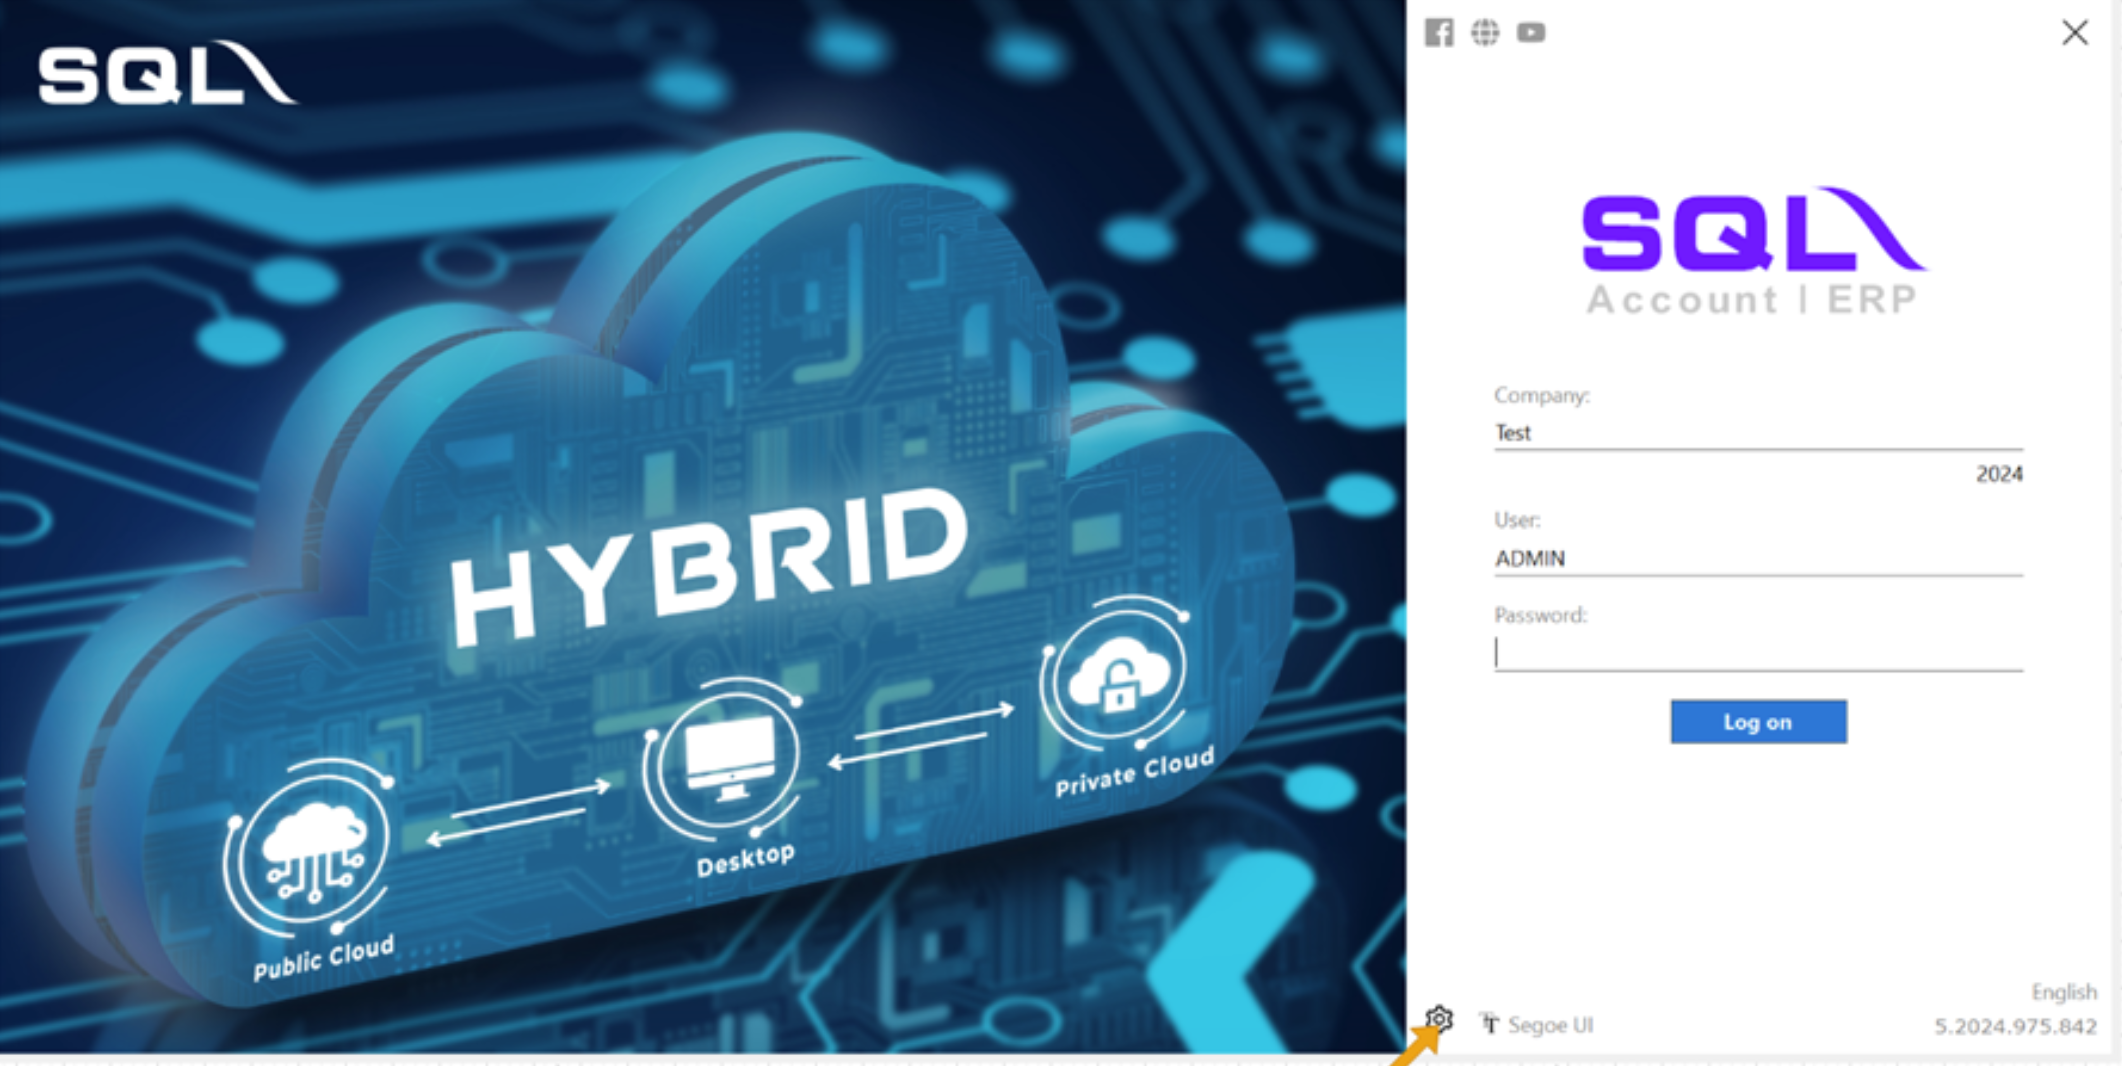 SQL
HYBRID
Public Cloud
Desktop
Private Cloud
SQL
Account | ERP
Company:
Test
2024
User:
ADMIN
Password:
Log on
English
Segoe UI
5.2024.975.842